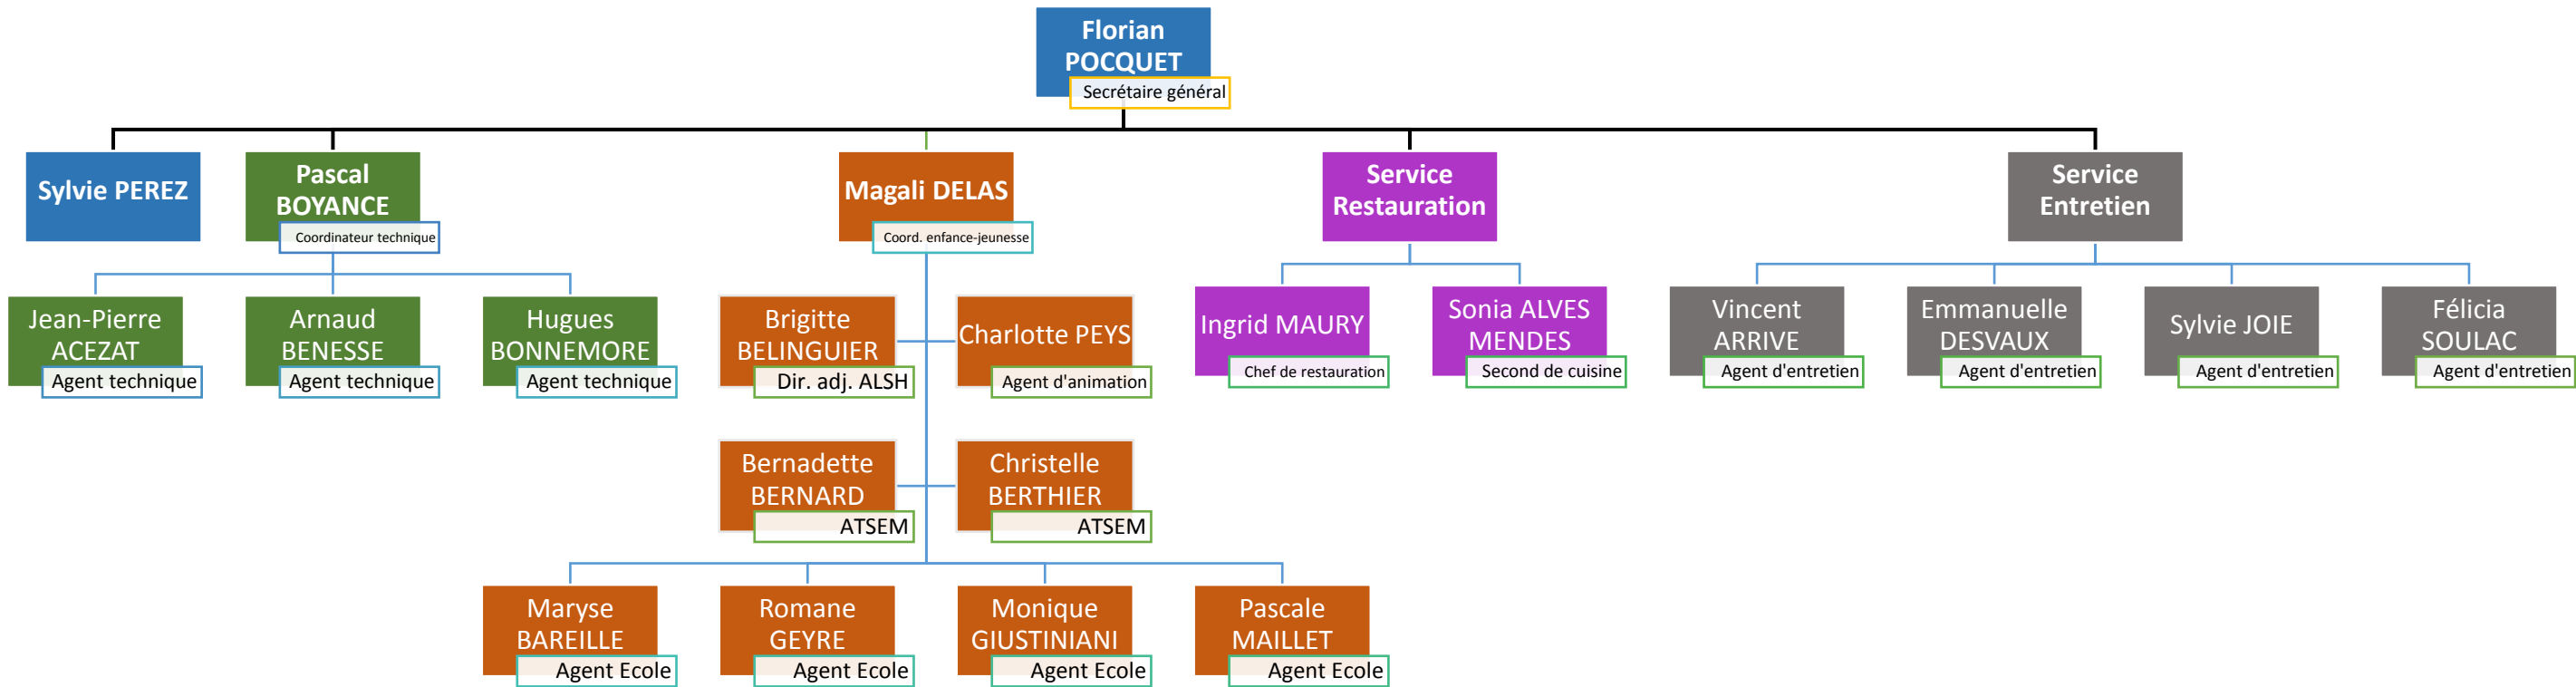 Florian
POCQUET
Secrétaire général
Sylvie PEREZ
Pascal
BOYANCE
Coordinateur technique
Magali DELAS
Coord. enfance-jeunesse
Service
Restauration
Service
Entretien
Jean-Pierre
ACEZAT
Agent technique
Arnaud
BENESSE
Agent technique
Hugues
BONNEMORE
Agent technique
Brigitte
BELINGUIER
Dir. adj. ALSH
Charlotte PEYS
Agent d'animation
Ingrid MAURY
Chef de restauration
Sonia ALVES
MENDES
Second de cuisine
Vincent
ARRIVE
Agent d'entretien
Emmanuelle
DESVAUX
Agent d'entretien
Sylvie JOIE
Agent d'entretien
Félicia
SOULAC
Agent d'entretien
Bernadette
BERNARD
ATSEM
Christelle
BERTHIER
ATSEM
Maryse
BAREILLE
Agent Ecole
Romane
GEYRE
Agent Ecole
Monique
GIUSTINIANI
Agent Ecole
Pascale
MAILLET
Agent Ecole